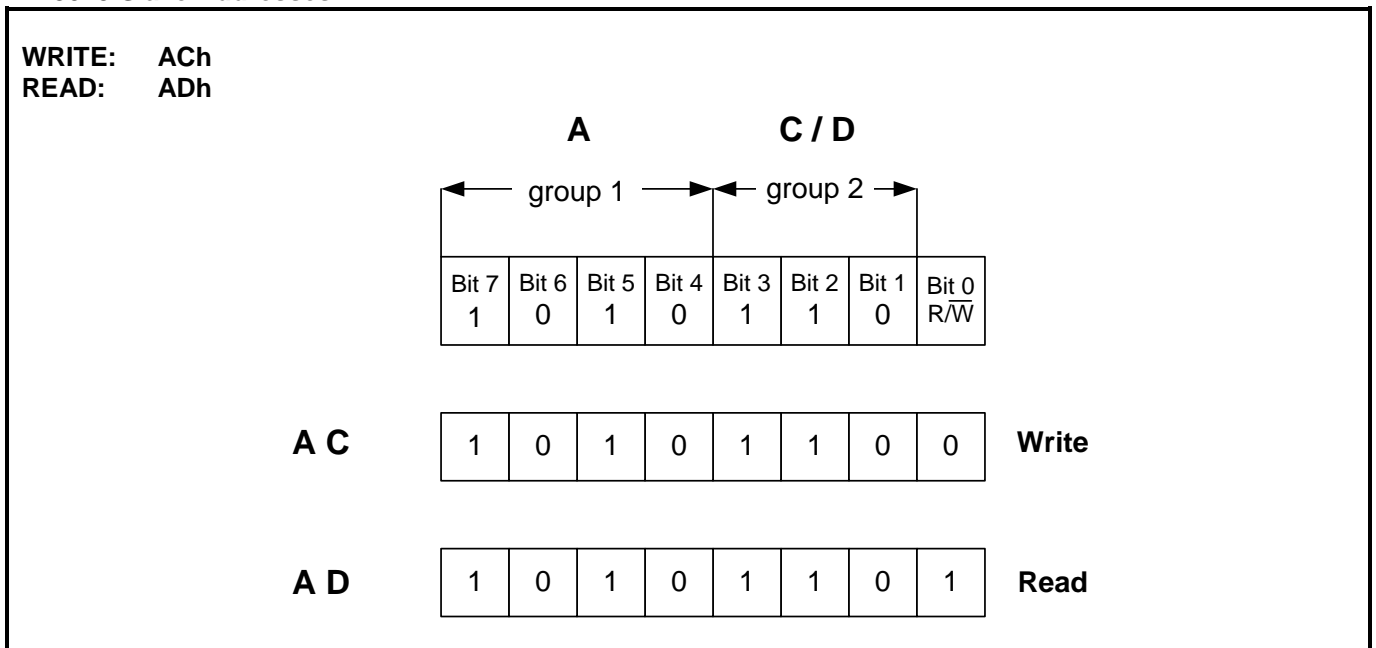 WRITE: ACh
READ: ADh
A C / D
group 1 group 2
Bit 7 Bit 6 Bit 5 Bit 4 Bit 3 Bit 2 Bit 1 Bit 0
1 0 1 0 1 1 0 R/W̅
A C 1 0 1 0 1 1 0 0 Write
A D 1 0 1 0 1 1 0 1 Read